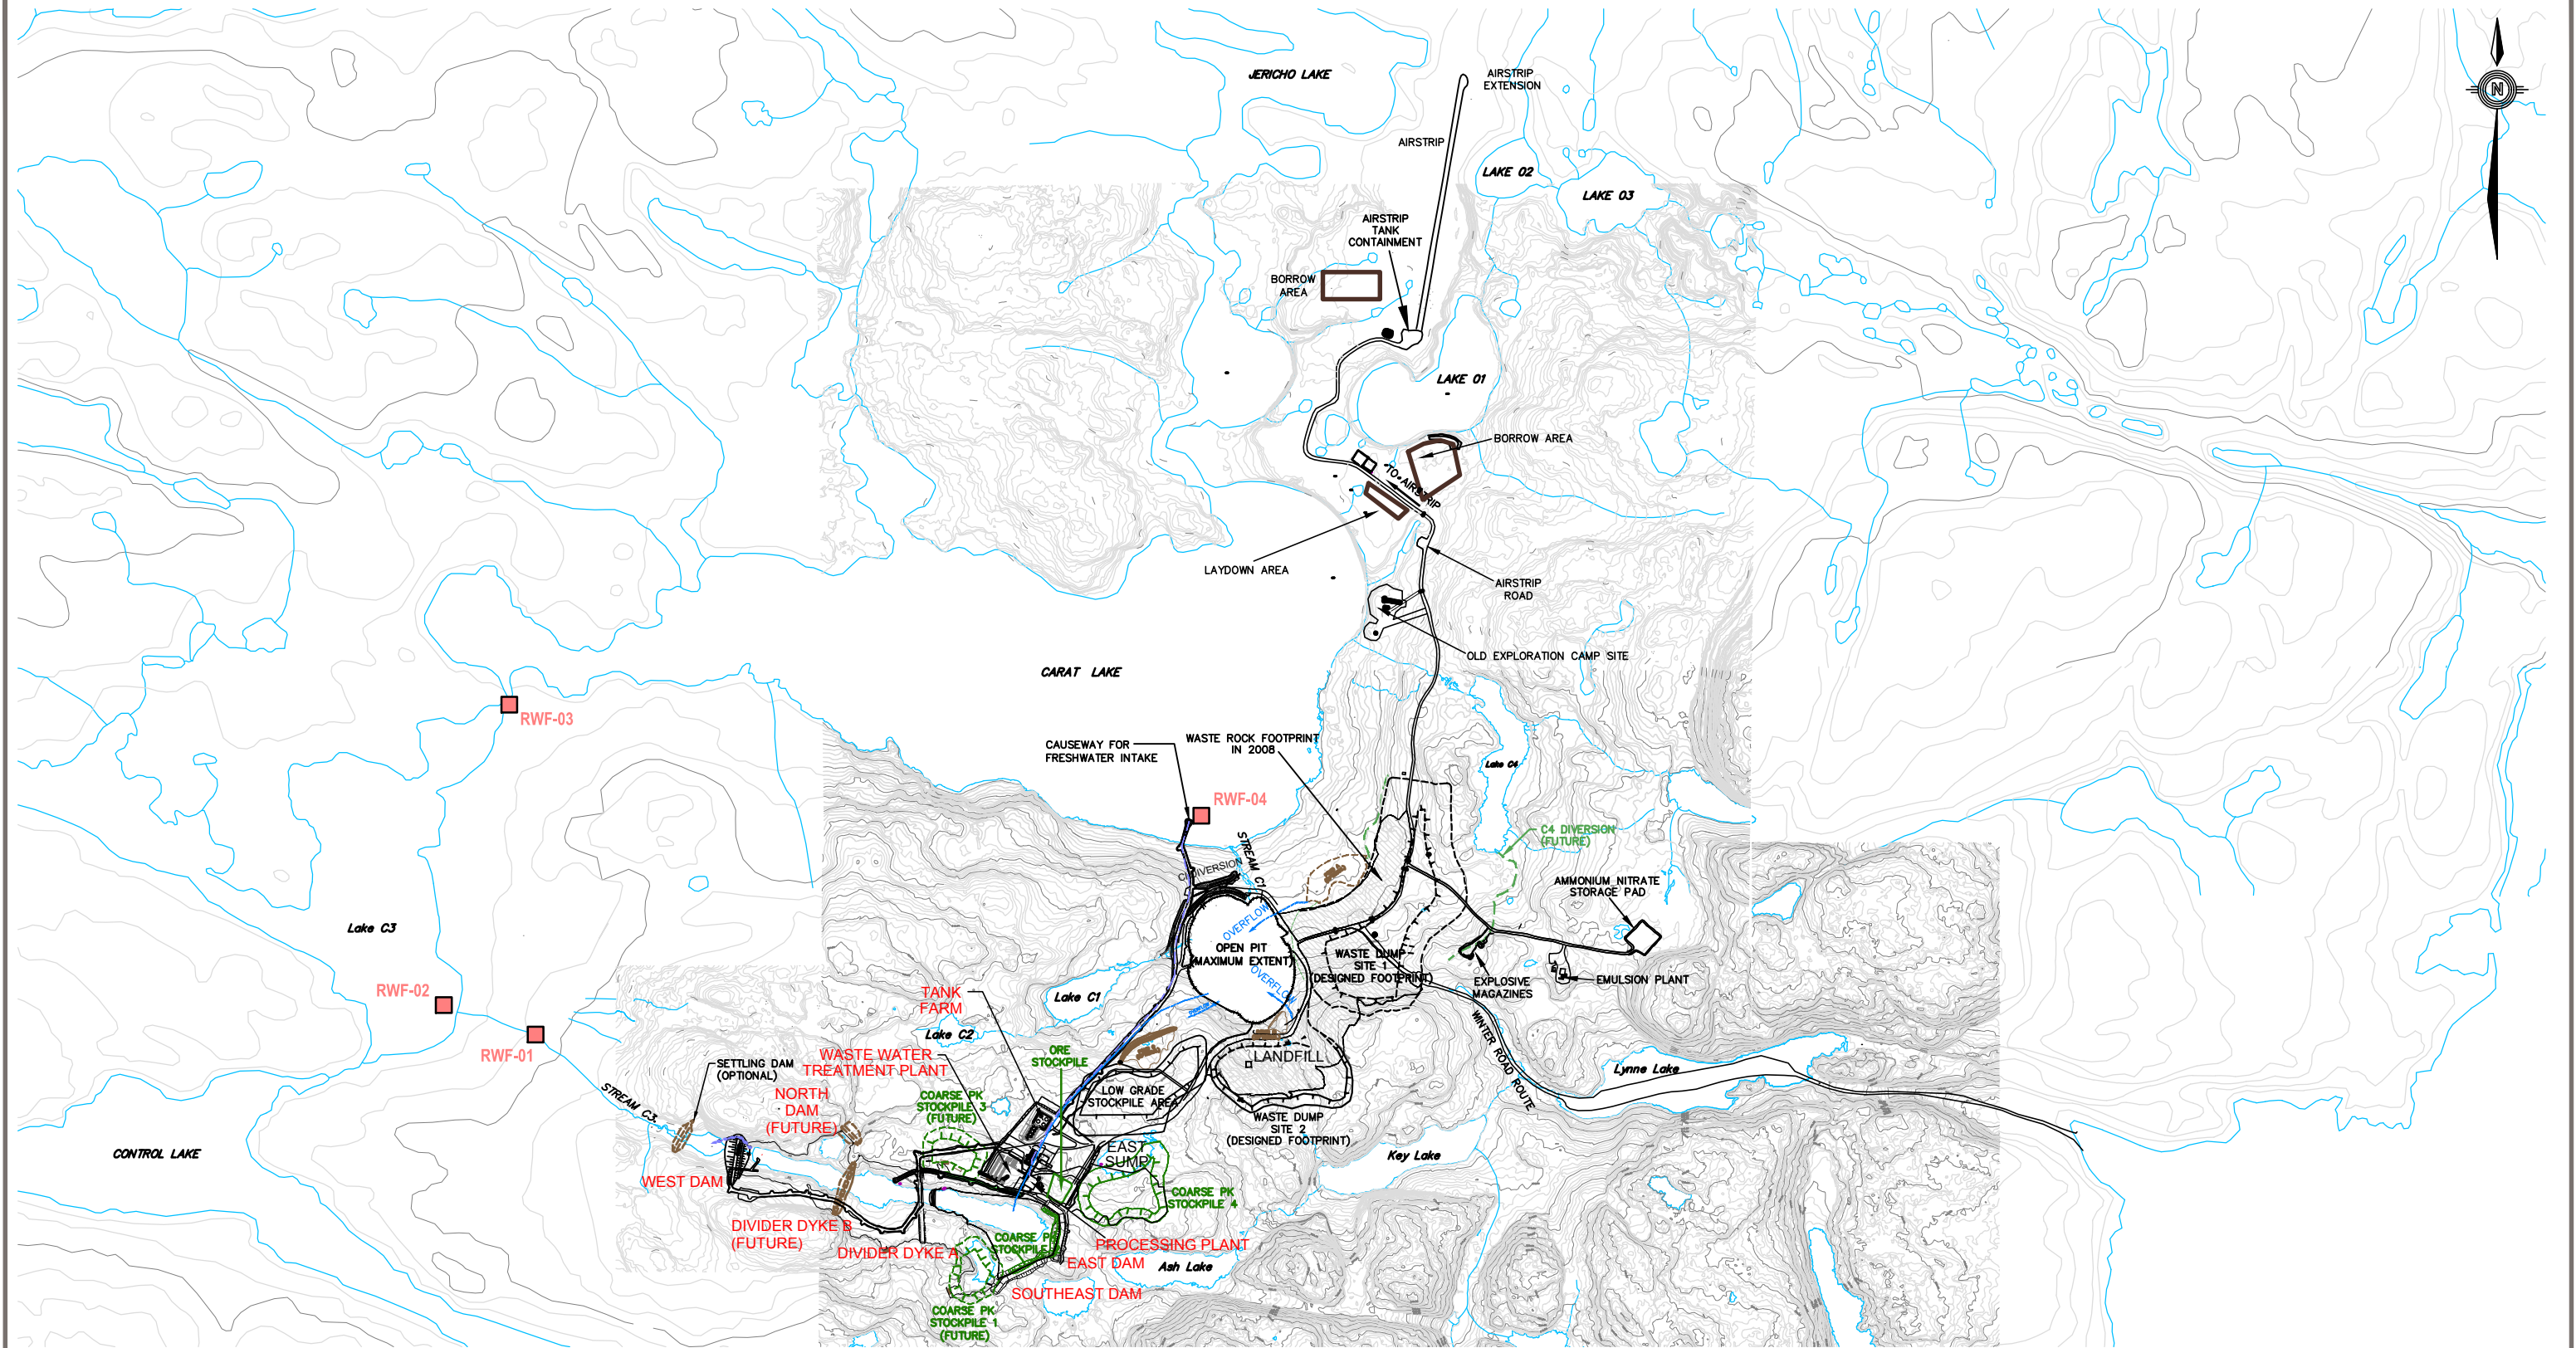 JERICHO LAKE
AIRSTRIP
EXTENSION
N
AIRSTRIP
LAKE O2
LAKE O3
AIRSTRIP
TANK
CONTAINMENT
BORROW
AREA
LAKE O1
BORROW AREA
TO AIRSTRIP
LAYDOWN AREA
AIRSTRIP
ROAD
OLD EXPLORATION CAMP SITE
CARAT LAKE
RWF-03
CAUSEWAY FOR
FRESHWATER INTAKE
WASTE ROCK FOOTPRINT
IN 2008
Lake C4
RWF-04
STREAM C1
C4 DIVERSION
(FUTURE)
C1 DIVERSION
AMMONIUM NITRATE
STORAGE PAD
OVERFLOW
Lake C3
OPEN PIT
(MAXIMUM EXTENT)
WASTE DUMP
SITE 1
(DESIGNED FOOTPRINT)
OVERFLOW
EXPLOSIVE
MAGAZINES
EMULSION PLANT
RWF-02
TANK
FARM
Lake C1
RWF-01
Lake C2
WINTER ROAD ROUTE
SETTLING DAM
(OPTIONAL)
WASTE WATER
TREATMENT PLANT
ORE
STOCKPILE
LANDFILL
Lynne Lake
STREAM C3
NORTH
DAM
(FUTURE)
COARSE PK
STOCKPILE 3
(FUTURE)
LOW GRADE
STOCKPILE AREA
WASTE DUMP
SITE 2
(DESIGNED FOOTPRINT)
CONTROL LAKE
EAST
SUMP
Key Lake
WEST DAM
COARSE PK
STOCKPILE 4
DIVIDER DYKE B
(FUTURE)
DIVIDER DYKE A
COARSE PK
STOCKPILE
PROCESSING PLANT
EAST DAM
Ash Lake
SOUTHEAST DAM
COARSE PK
STOCKPILE 1
(FUTURE)